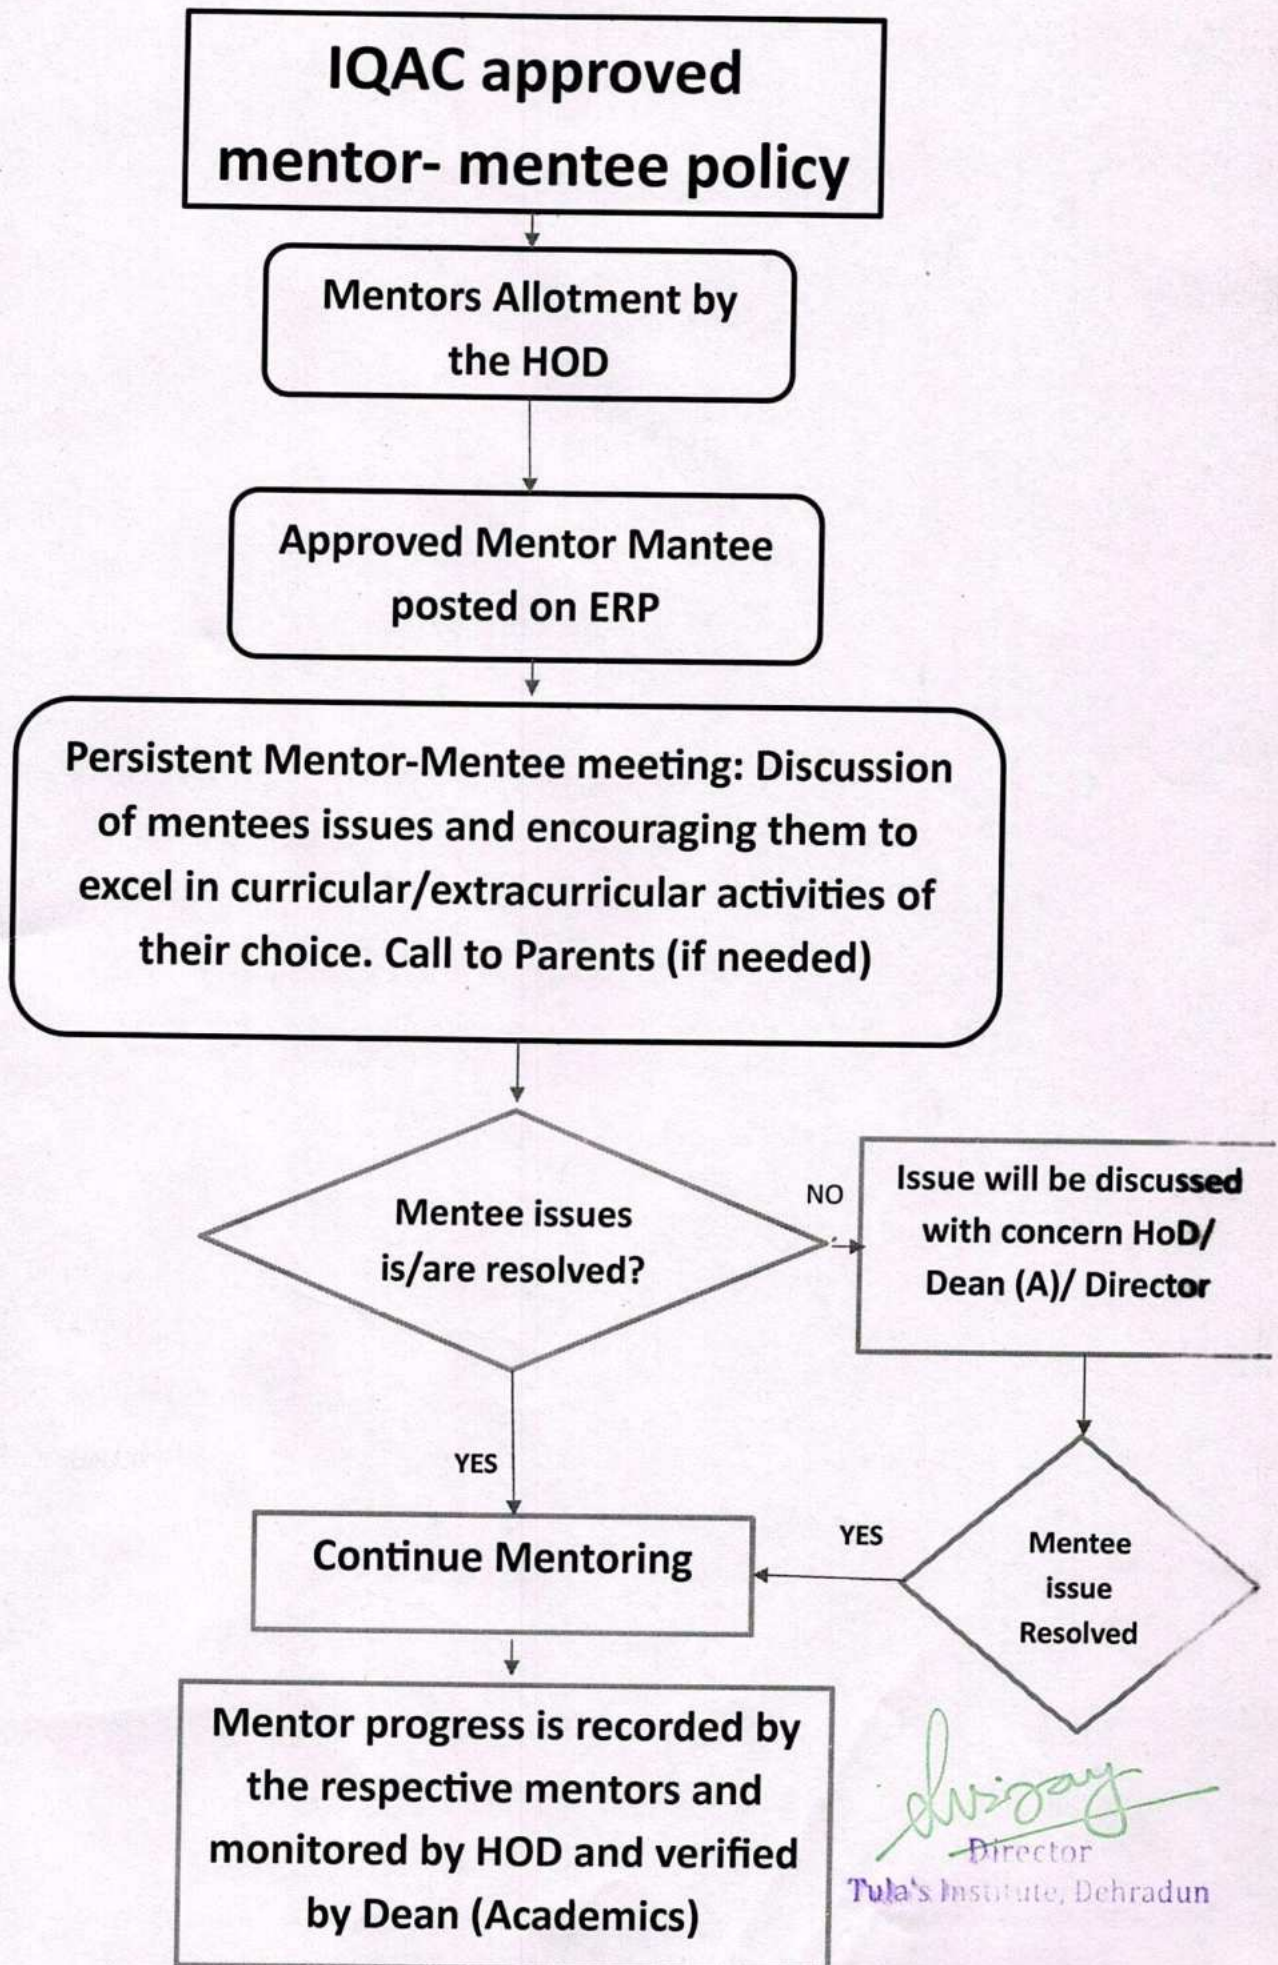 IQAC approved
mentor- mentee policy
Mentors Allotment by
the HOD
Approved Mentor Mantee
posted on ERP
Persistent Mentor-Mentee meeting: Discussion
of mentees issues and encouraging them to
excel in curricular/extracurricular activities of
their choice. Call to Parents (if needed)
Mentee issues
is/are resolved?
NO
Issue will be discussed
with concern HoD/
Dean (A)/ Director
YES
Continue Mentoring
YES
Mentee
issue
Resolved
Mentor progress is recorded by
the respective mentors and
monitored by HOD and verified
by Dean (Academics)
Director
Tula's Institute, Dehradun